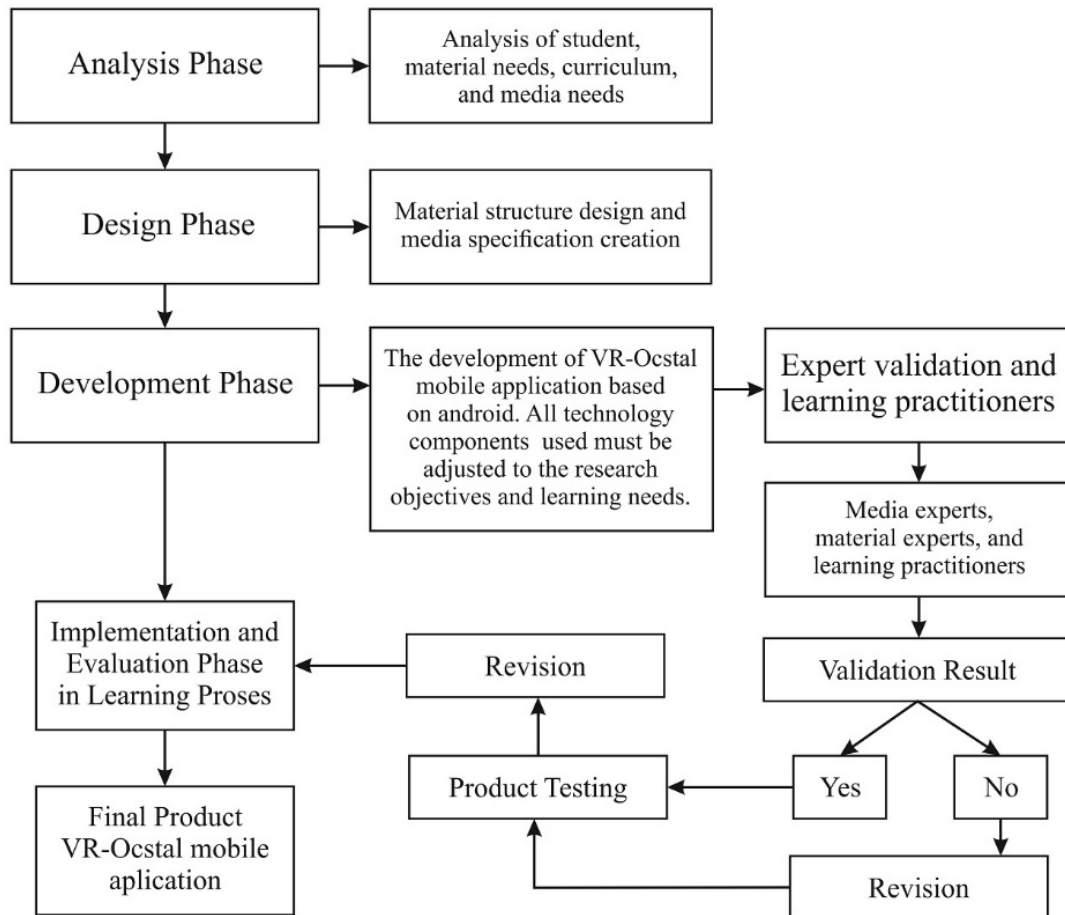 Analysis Phase
Analysis of student,
material needs, curriculum,
and media needs
Design Phase
Material structure design and
media specification creation
Development Phase
The development of VR-Ocstal
mobile application based
on android. All technology
components used must be
adjusted to the research
objectives and learning needs.
Expert validation and
learning practitioners
Media experts,
material experts, and
learning practitioners
Implementation and
Evaluation Phase
in Learning Proses
Revision
Validation Result
Product Testing
Yes
No
Final Product
VR-Ocstal mobile
aplication
Revision